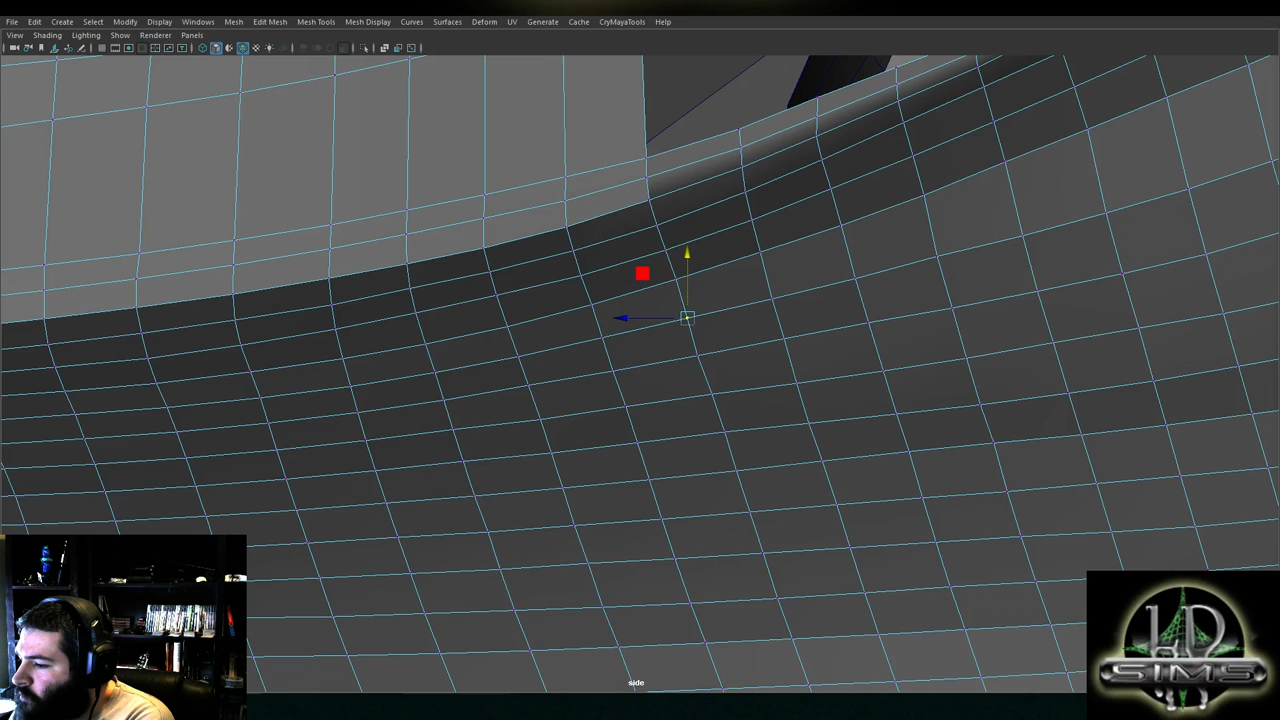 File Edit Create Select Modify Display Windows Mesh Edit Mesh Mesh Tools Mesh Display Curves Surfaces Deform UV Generate Cache CryMayaTools Help
View Shading Lighting Show Renderer Panels
side
HD
SIMS